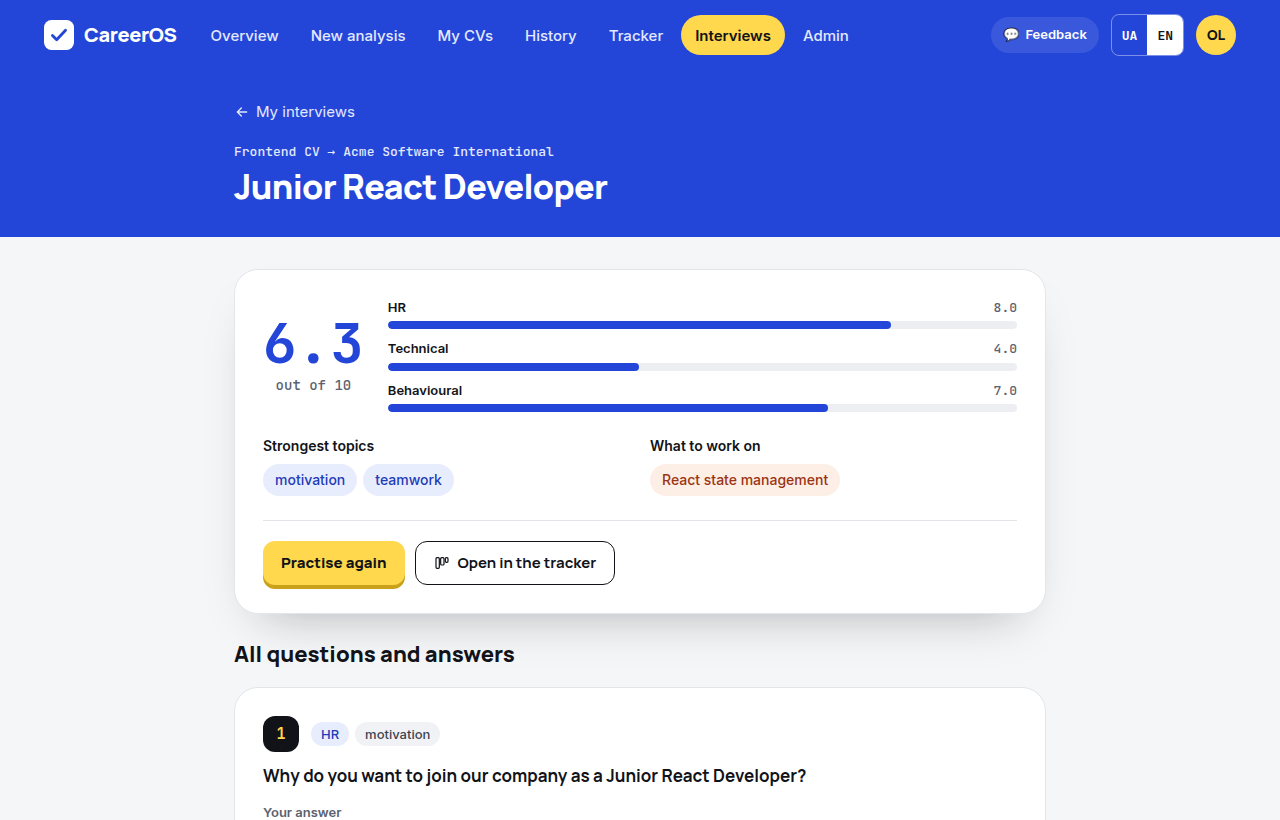 CareerOS Overview New analysis My CVs History Tracker Interviews Admin 💬 Feedback UA EN OL
← My interviews
Frontend CV → Acme Software International
Junior React Developer
6.3
out of 10
HR 8.0
Technical 4.0
Behavioural 7.0
Strongest topics
motivation teamwork
What to work on
React state management
Practise again Open in the tracker
All questions and answers
1 HR motivation
Why do you want to join our company as a Junior React Developer?
Your answer